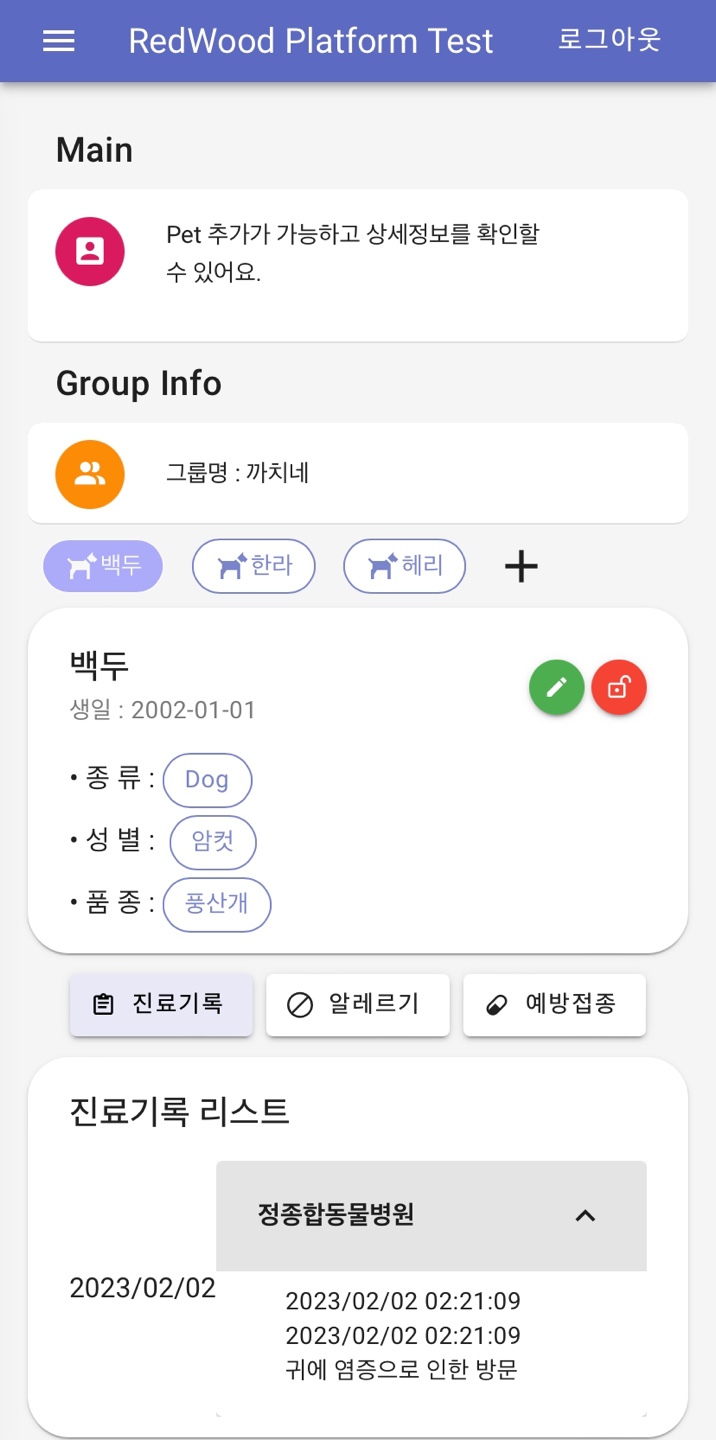 RedWood Platform Test 로그아웃
Main
Pet 추가가 가능하고 상세정보를 확인할
수 있어요.
Group Info
그룹명 : 까치네
백두 한라 헤리
백두
생일 : 2002-01-01
• 종 류 : Dog
• 성 별 : 암컷
• 품 종 : 풍산개
진료기록 알레르기 예방접종
진료기록 리스트
정종합동물병원
2023/02/02
2023/02/02 02:21:09
2023/02/02 02:21:09
귀에 염증으로 인한 방문